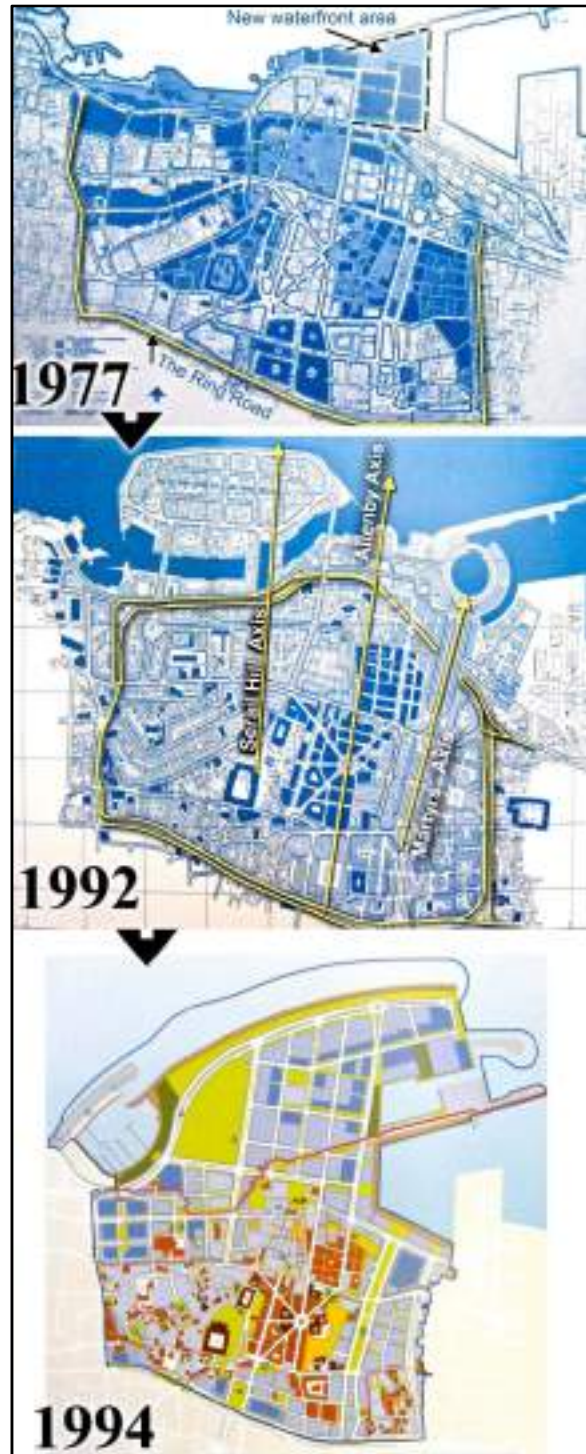 New waterfront area
The Ring Road
1977
Serail Hill Axis
Allenby Axis
Martyrs' Axis
1992
1994